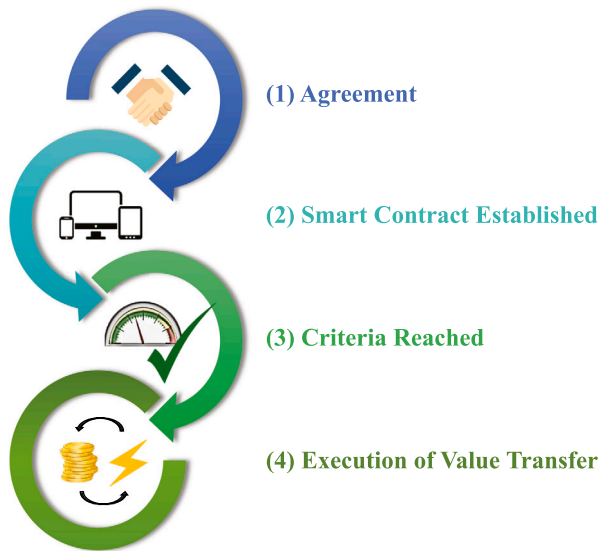 (1) Agreement
(2) Smart Contract Established
(3) Criteria Reached
(4) Execution of Value Transfer